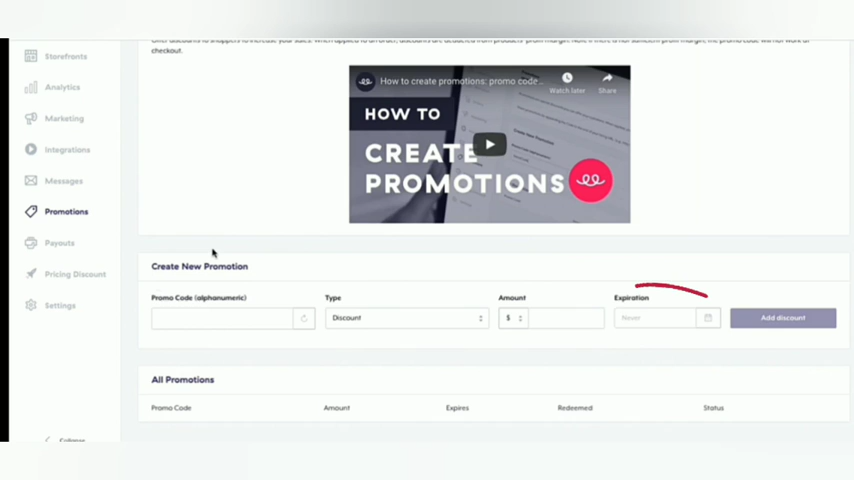 Storefronts
Analytics
Marketing
Integrations
Messages
Promotions
Payouts
Pricing Discount
Settings
Collapse
checkout.
How to create promotions: promo code...
Watch later
Share
HOW TO
CREATE
PROMOTIONS
Create New Promotion
Promo Code (alphanumeric)
Type
Amount
Expiration
Discount
$
Never
Add discount
All Promotions
Promo Code
Amount
Expires
Redeemed
Status